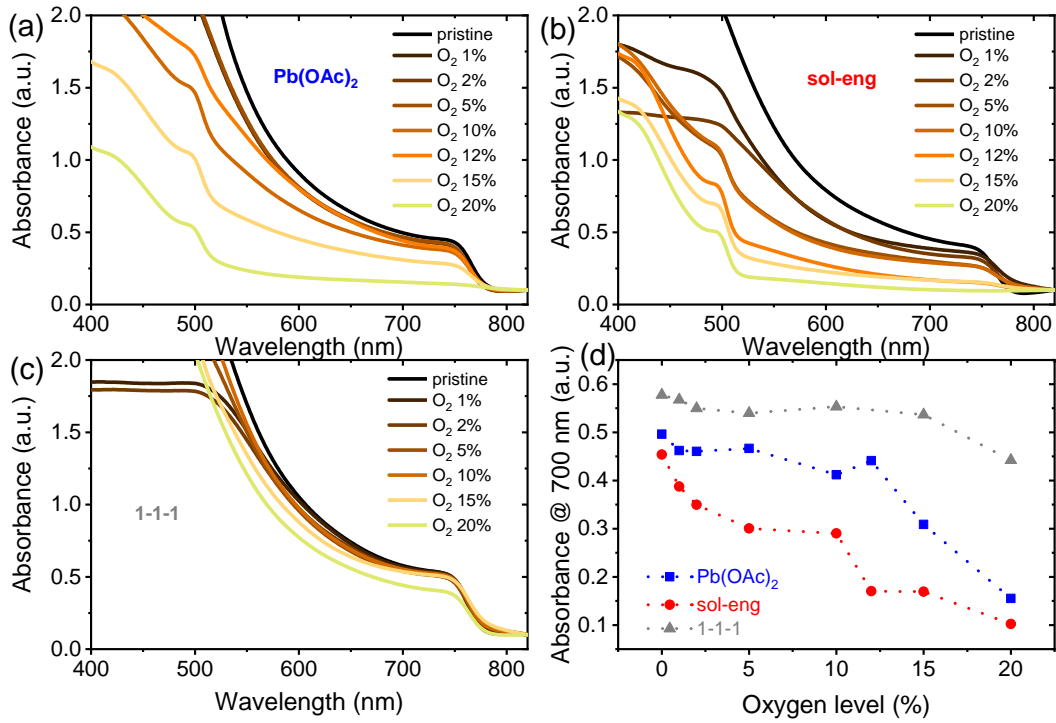 (a)
2.0
1.5
1.0
0.5
0.0
Absorbance (a.u.)
Pb(OAc)₂
pristine
O₂ 1%
O₂ 2%
O₂ 5%
O₂ 10%
O₂ 12%
O₂ 15%
O₂ 20%
400 500 600 700 800
Wavelength (nm)
(b)
2.0
1.5
1.0
0.5
0.0
Absorbance (a.u.)
sol-eng
pristine
O₂ 1%
O₂ 2%
O₂ 5%
O₂ 10%
O₂ 12%
O₂ 15%
O₂ 20%
400 500 600 700 800
Wavelength (nm)
(c)
2.0
1.5
1.0
0.5
0.0
Absorbance (a.u.)
1-1-1
pristine
O₂ 1%
O₂ 2%
O₂ 5%
O₂ 10%
O₂ 15%
O₂ 20%
400 500 600 700 800
Wavelength (nm)
(d)
0.6
0.5
0.4
0.3
0.2
0.1
Absorbance @ 700 nm (a.u.)
Pb(OAc)₂
sol-eng
1-1-1
0 5 10 15 20
Oxygen level (%)